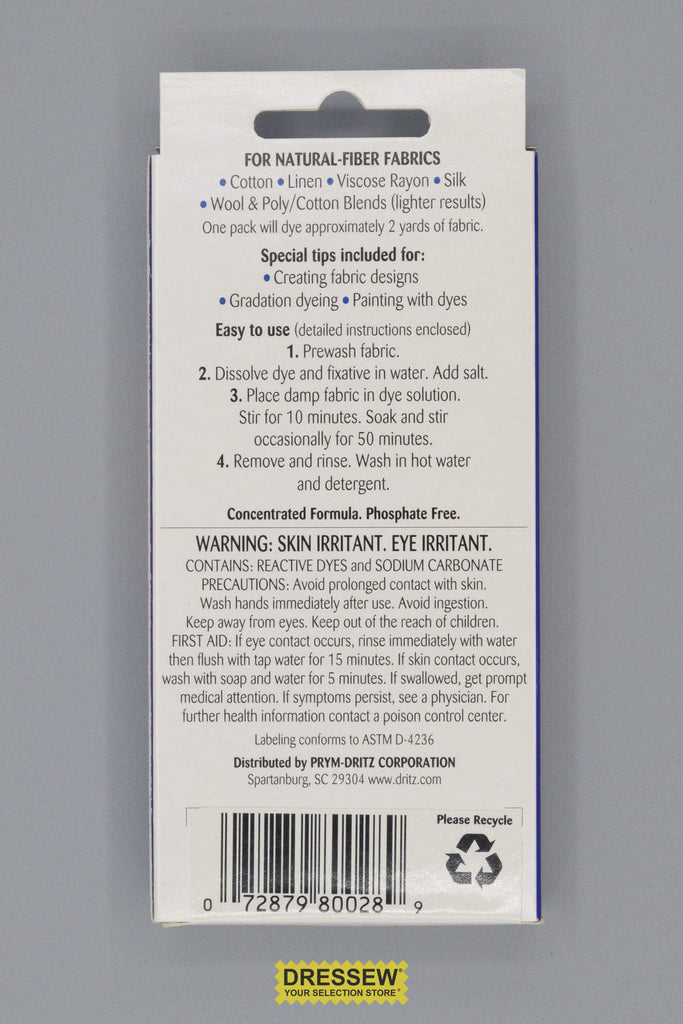 FOR NATURAL-FIBER FABRICS
• Cotton • Linen • Viscose Rayon • Silk
• Wool & Poly/Cotton Blends (lighter results)
One pack will dye approximately 2 yards of fabric.
Special tips included for:
• Creating fabric designs
• Gradation dyeing • Painting with dyes
Easy to use (detailed instructions enclosed)
1. Prewash fabric.
2. Dissolve dye and fixative in water. Add salt.
3. Place damp fabric in dye solution.
Stir for 10 minutes. Soak and stir
occasionally for 50 minutes.
4. Remove and rinse. Wash in hot water
and detergent.
Concentrated Formula. Phosphate Free.
WARNING: SKIN IRRITANT. EYE IRRITANT.
CONTAINS: REACTIVE DYES and SODIUM CARBONATE
PRECAUTIONS: Avoid prolonged contact with skin.
Wash hands immediately after use. Avoid ingestion.
Keep away from eyes. Keep out of the reach of children.
FIRST AID: If eye contact occurs, rinse immediately with water
then flush with tap water for 15 minutes. If skin contact occurs,
wash with soap and water for 5 minutes. If swallowed, get prompt
medical attention. If symptoms persist, see a physician. For
further health information contact a poison control center.
Labeling conforms to ASTM D-4236
Distributed by PRYM-DRITZ CORPORATION
Spartanburg, SC 29304 www.dritz.com
Please Recycle
0 72879 80028 9
DRESSEW®
YOUR SELECTION STORE®